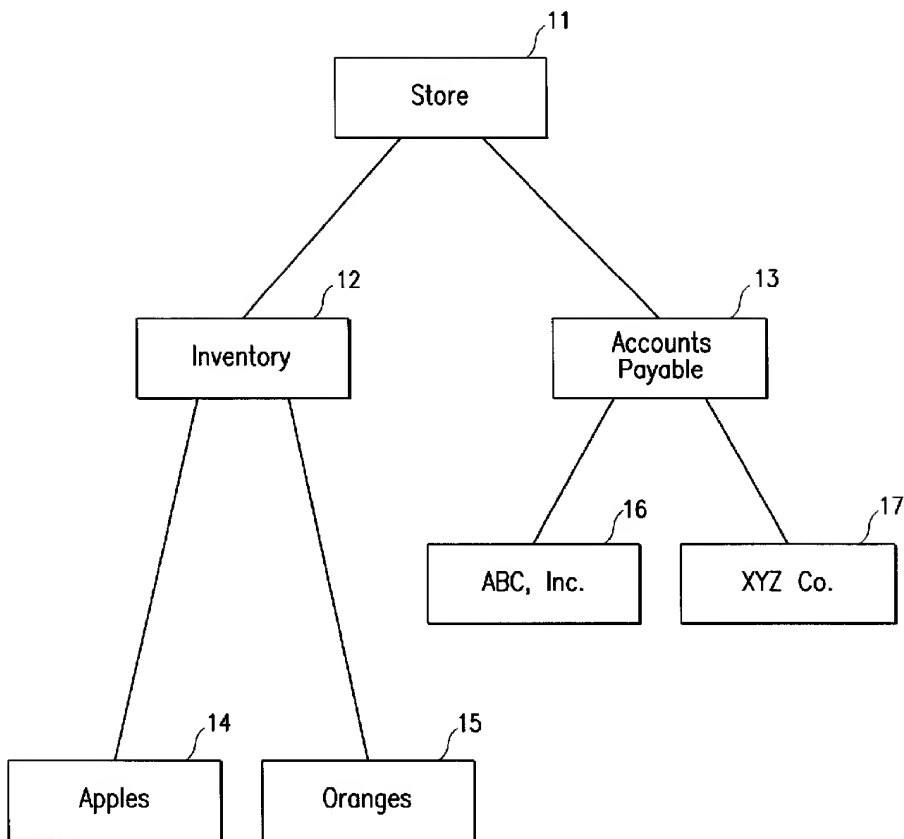 11
Store
12
Inventory
13
Accounts
Payable
16
ABC, Inc.
17
XYZ Co.
14
Apples
15
Oranges